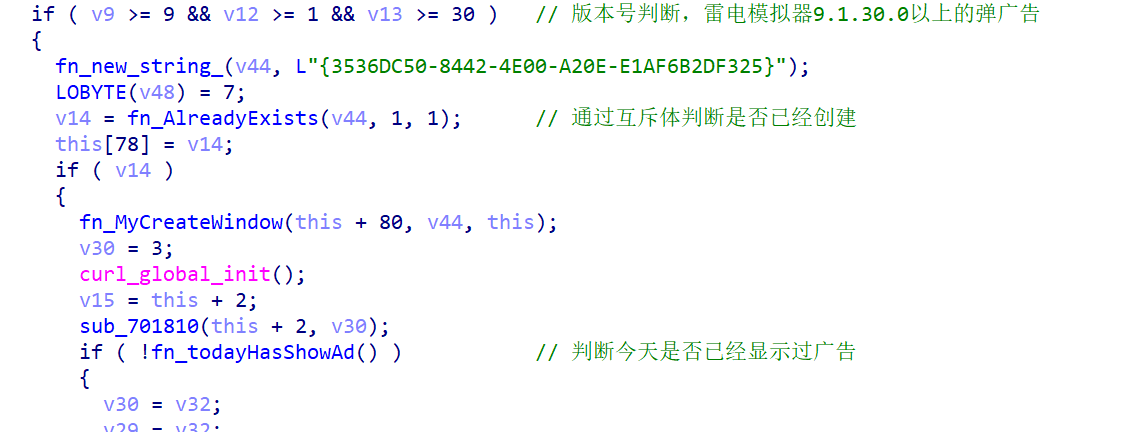 if ( v9 >= 9 && v12 >= 1 && v13 >= 30 )   // 版本号判断，雷电模拟器9.1.30.0以上的弹广告
{
  fn_new_string_(v44, L"{3536DC50-8442-4E00-A20E-E1AF6B2DF325}");
  LOBYTE(v48) = 7;
  v14 = fn_AlreadyExists(v44, 1, 1);      // 通过互斥体判断是否已经创建
  this[78] = v14;
  if ( v14 )
  {
    fn_MyCreateWindow(this + 80, v44, this);
    v30 = 3;
    curl_global_init();
    v15 = this + 2;
    sub_701810(this + 2, v30);
    if ( !fn_todayHasShowAd() )           // 判断今天是否已经显示过广告
    {
      v30 = v32;
      v29 = v32;